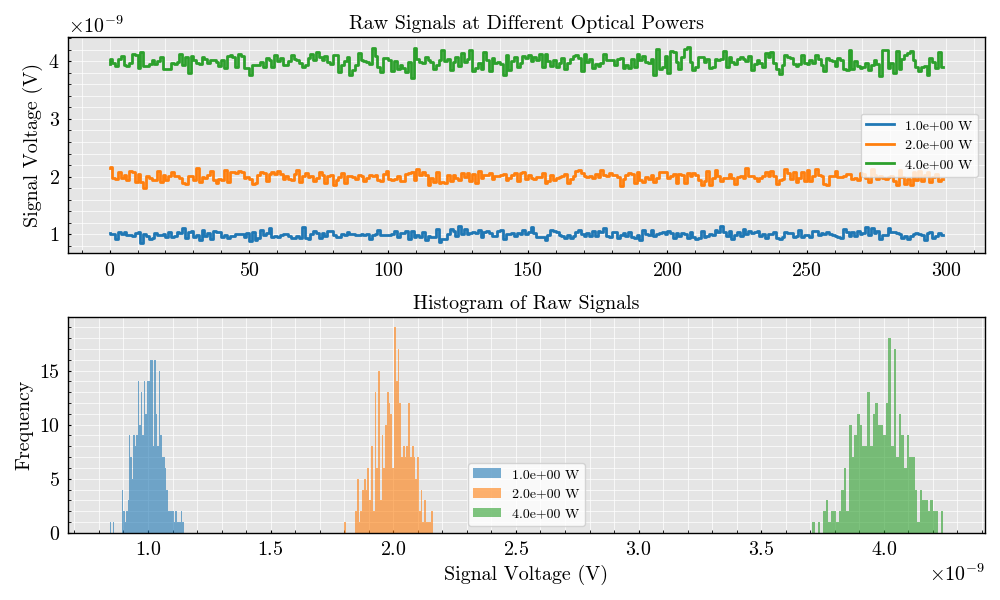 Raw Signals at Different Optical Powers
×10⁻⁹
Signal Voltage (V)
4
3
2
1
0 50 100 150 200 250 300
1.0e+00 W
2.0e+00 W
4.0e+00 W
Histogram of Raw Signals
Frequency
15
10
5
0
1.0 1.5 2.0 2.5 3.0 3.5 4.0
1.0e+00 W
2.0e+00 W
4.0e+00 W
Signal Voltage (V)
×10⁻⁹